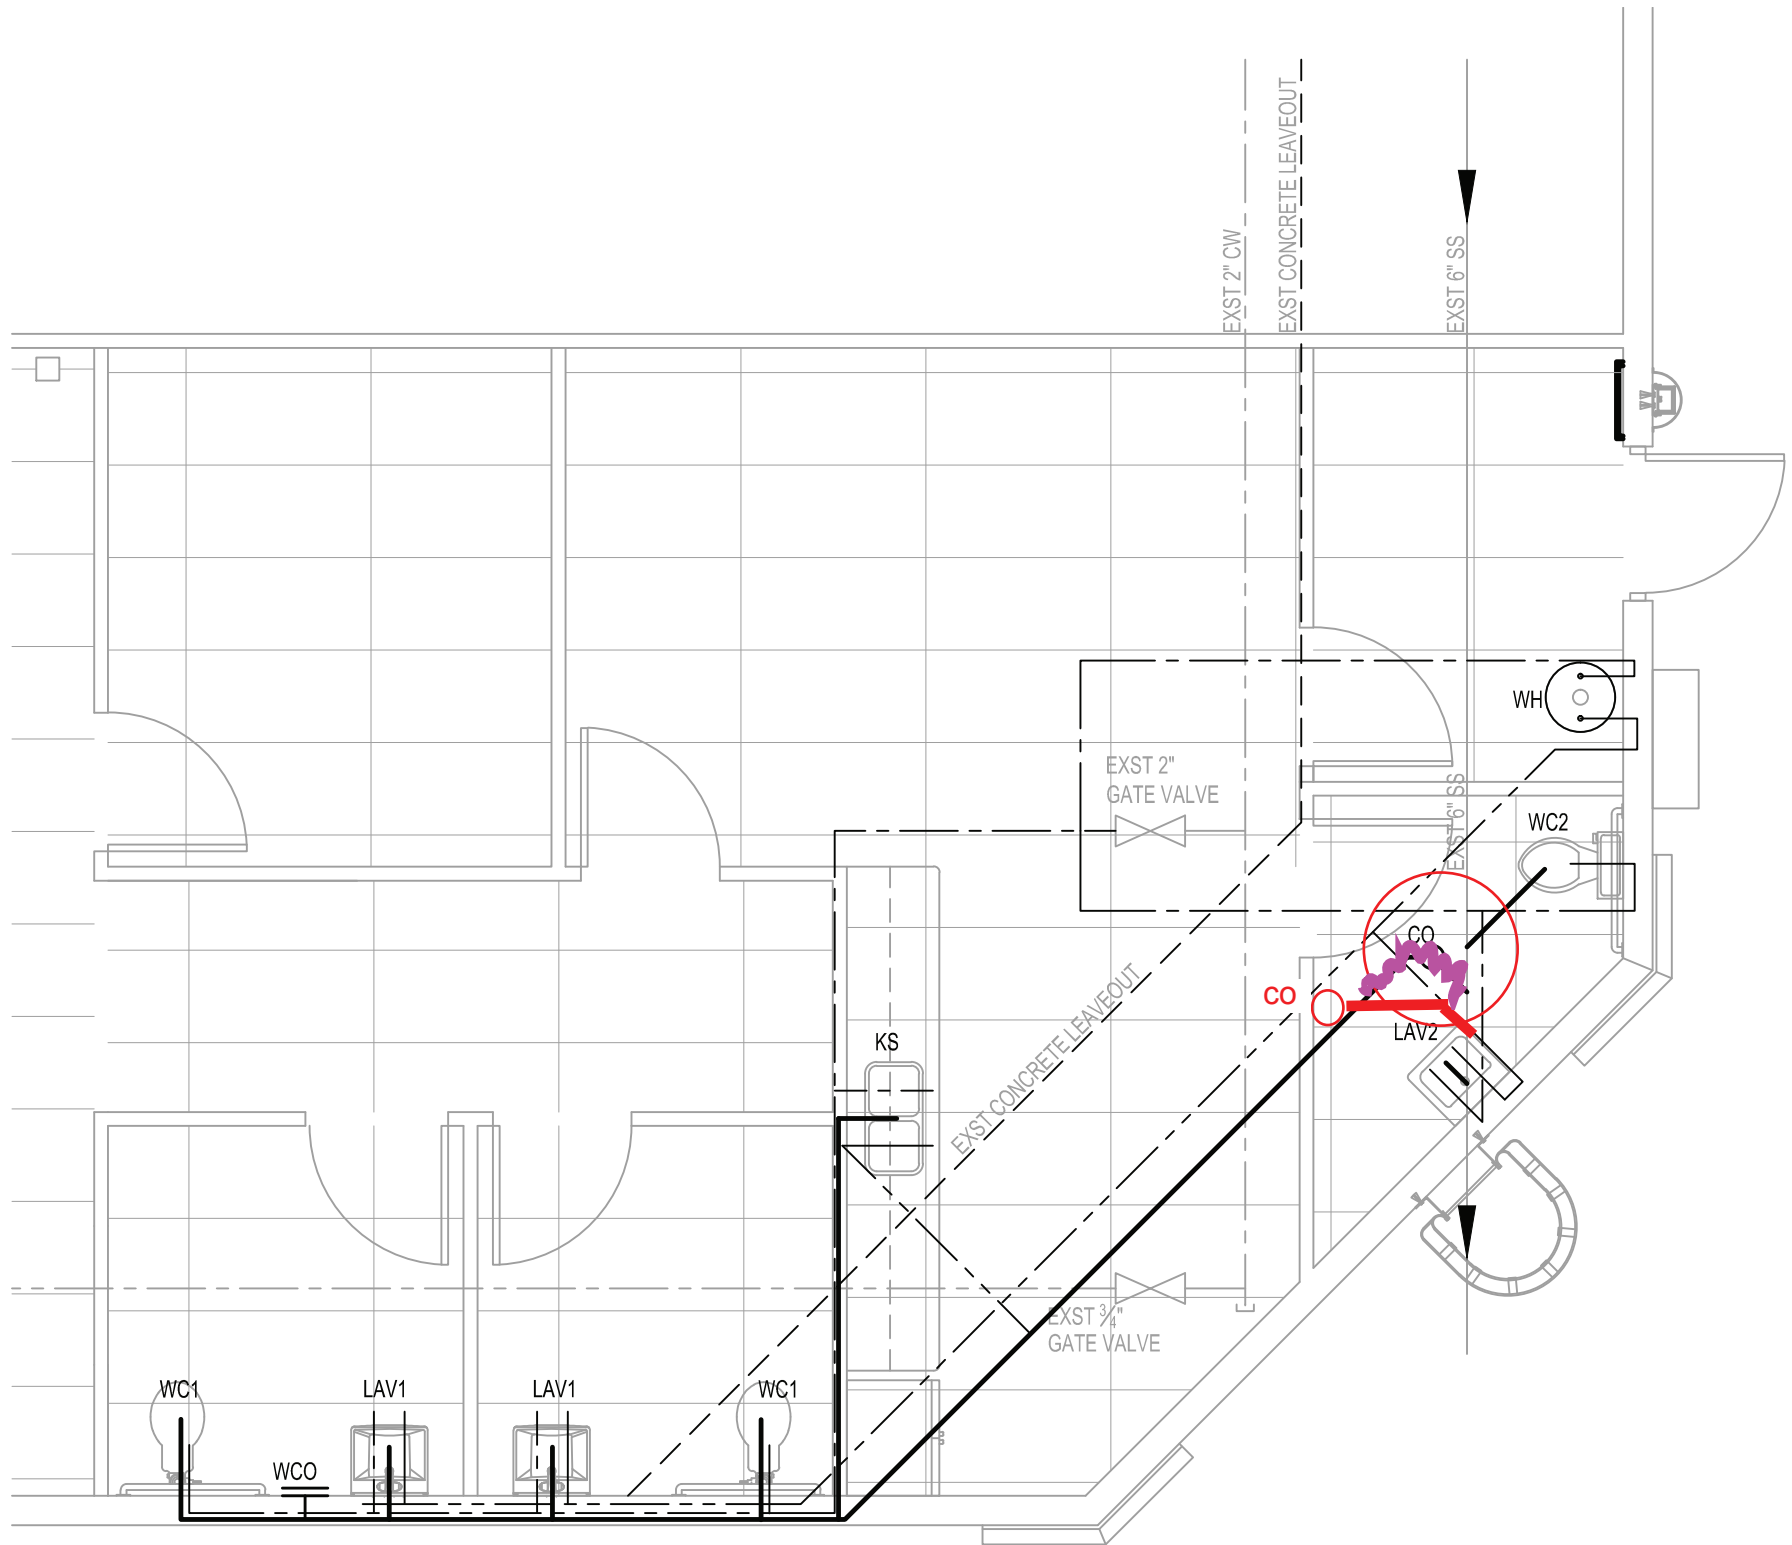 EXST 2" CW
EXST CONCRETE LEAVEOUT
EXST 6" SS
WH
EXST 2"
GATE VALVE
EXST 6" SS
WC2
CO
CO
LAV2
KS
EXST CONCRETE LEAVEOUT
EXST 3/4"
GATE VALVE
WC1
LAV1
LAV1
WC1
WCO